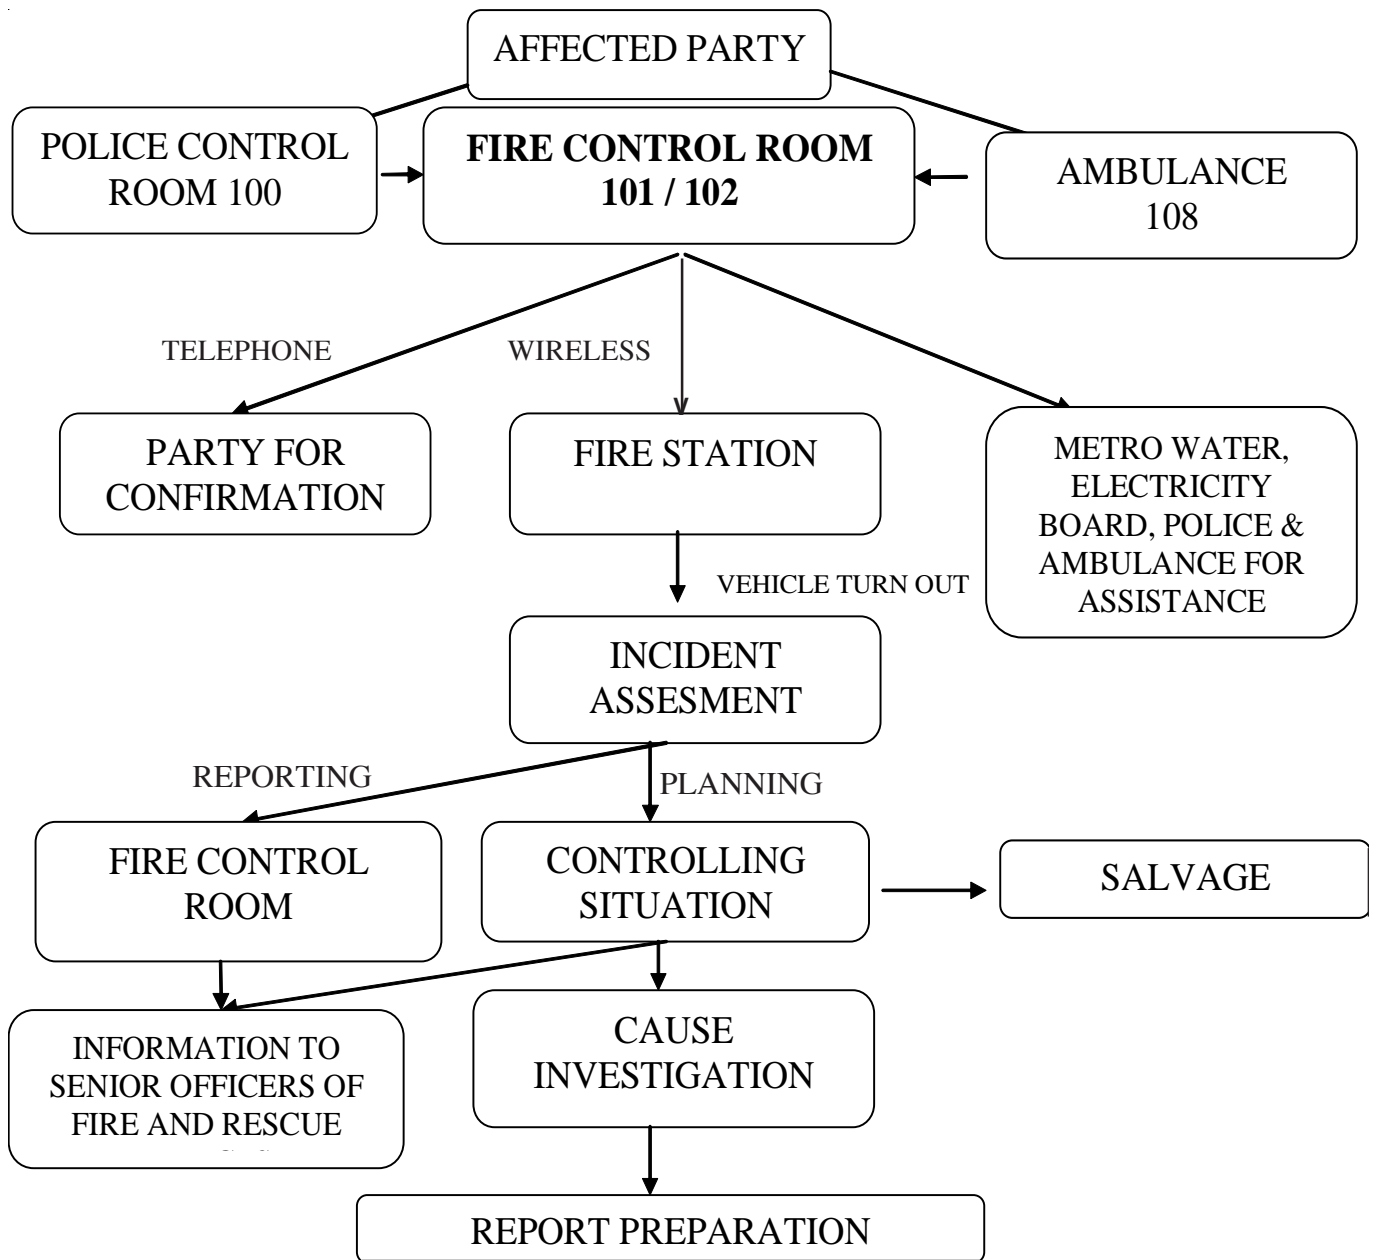 AFFECTED PARTY
POLICE CONTROL
ROOM 100
FIRE CONTROL ROOM
101 / 102
AMBULANCE
108
TELEPHONE
WIRELESS
PARTY FOR
CONFIRMATION
FIRE STATION
METRO WATER,
ELECTRICITY
BOARD, POLICE &
AMBULANCE FOR
ASSISTANCE
VEHICLE TURN OUT
INCIDENT
ASSESMENT
REPORTING
PLANNING
FIRE CONTROL
ROOM
CONTROLLING
SITUATION
SALVAGE
INFORMATION TO
SENIOR OFFICERS OF
FIRE AND RESCUE
CAUSE
INVESTIGATION
REPORT PREPARATION